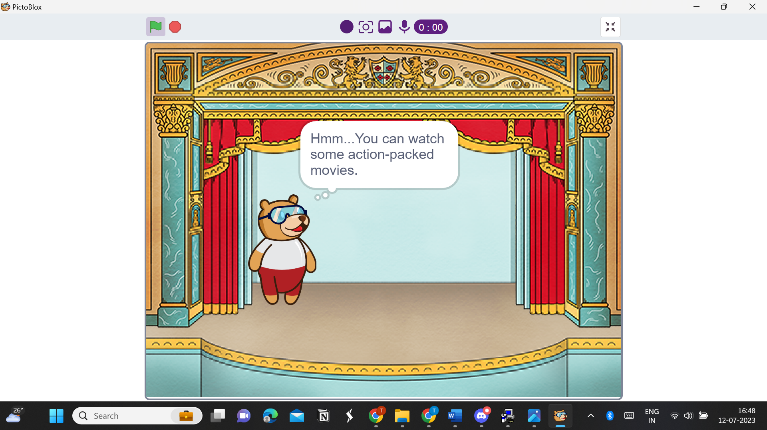 PictoBlox
0 : 00
Hmm...You can watch
some action-packed
movies.
26°
Search
ENG
IN
16:48
12-07-2023